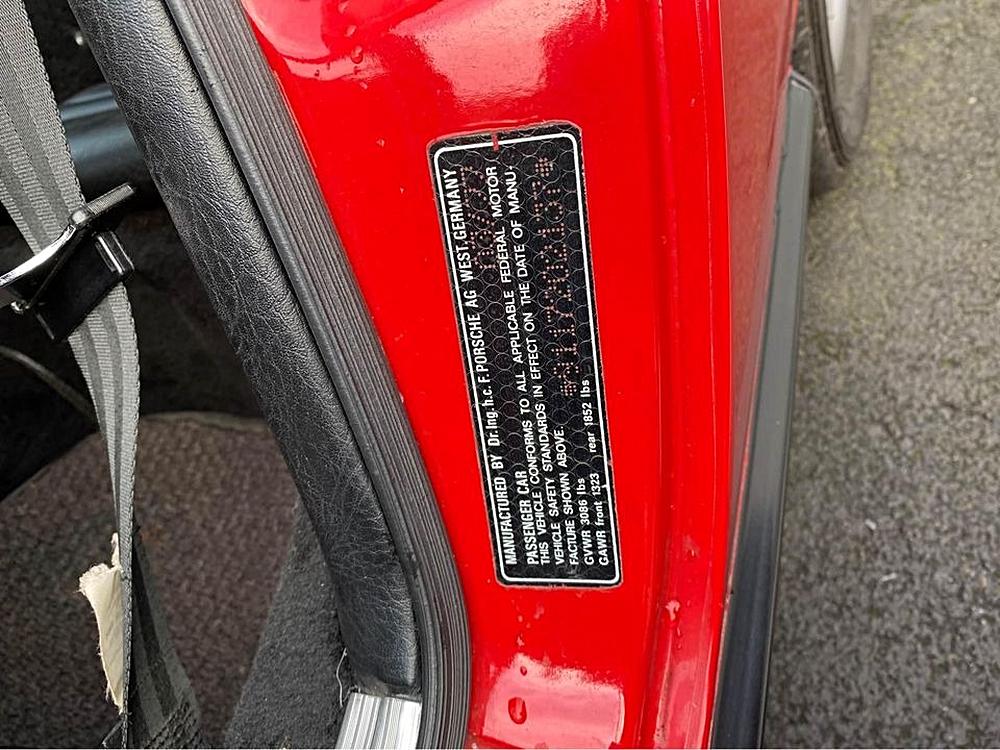 MANUFACTURED BY Dr.Ing.h.c. F.PORSCHE AG WEST GERMANY
PASSENGER CAR
THIS VEHICLE CONFORMS TO ALL APPLICABLE FEDERAL MOTOR
VEHICLE SAFETY STANDARDS IN EFFECT ON THE DATE OF MANU-
FACTURE SHOWN ABOVE.
GVWR 3086 lbs
GAWR front 1323 rear 1852 lbs